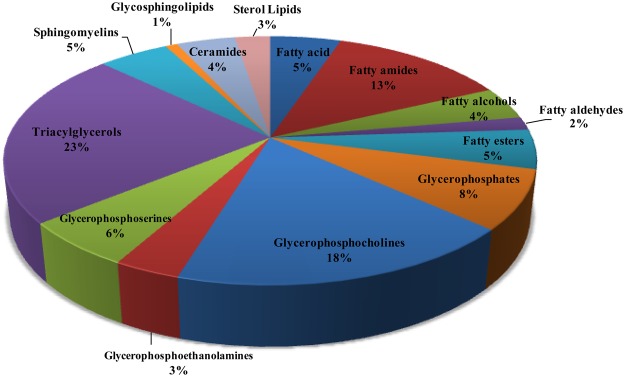 Glycosphingolipids
1%
Sterol Lipids
3%
Sphingomyelins
5%
Ceramides
4%
Fatty acid
5%
Fatty amides
13%
Fatty alcohols
4%
Fatty aldehydes
2%
Fatty esters
5%
Triacylglycerols
23%
Glycerophosphates
8%
Glycerophosphoserines
6%
Glycerophosphocholines
18%
Glycerophosphoethanolamines
3%